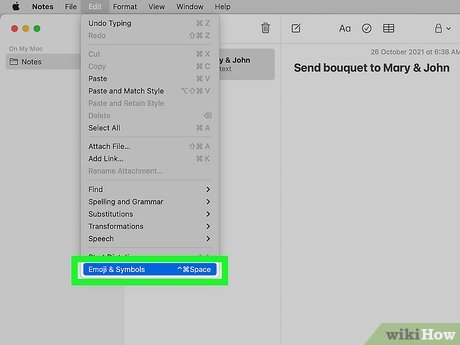 Notes File Edit Format View Window Help
Undo Typing ⌘ Z
Redo ⇧⌘ Z
Cut ⌘ X
Copy ⌘ C
Paste ⌘ V
Paste and Match Style ⌥⇧⌘ V
Paste and Retain Style
Delete
Select All ⌘ A
Attach File... ⇧⌘ A
Add Link... ⌘ K
Rename Attachment...
Find
Spelling and Grammar
Substitutions
Transformations
Speech
Emoji & Symbols ^⌘Space
On My Mac
Notes
y & John
text
Aa
26 October 2021 at 6:38 AM
Send bouquet to Mary & John
wikiHow